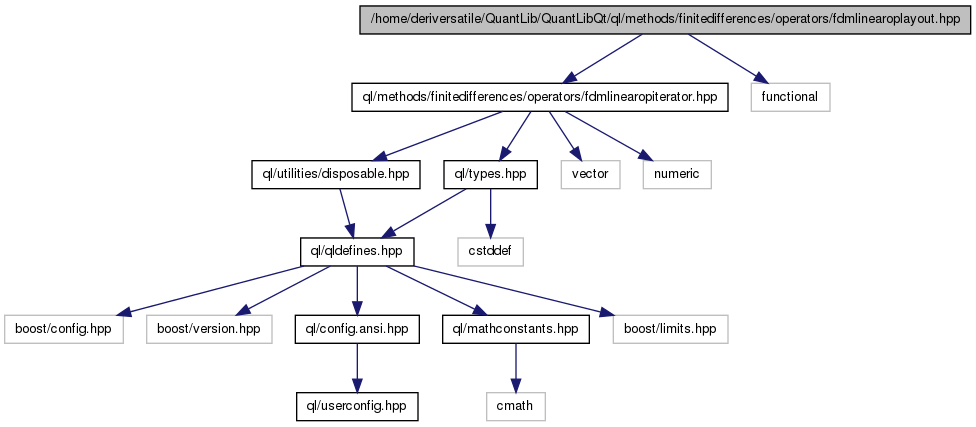 /home/deriversatile/QuantLib/QuantLibQt/ql/methods/finitedifferences/operators/fdmlinearoplayout.hpp
ql/methods/finitedifferences/operators/fdmlinearopiterator.hpp
functional
ql/utilities/disposable.hpp
ql/types.hpp
vector
numeric
ql/qldefines.hpp
cstddef
boost/config.hpp
boost/version.hpp
ql/config.ansi.hpp
ql/mathconstants.hpp
boost/limits.hpp
ql/userconfig.hpp
cmath